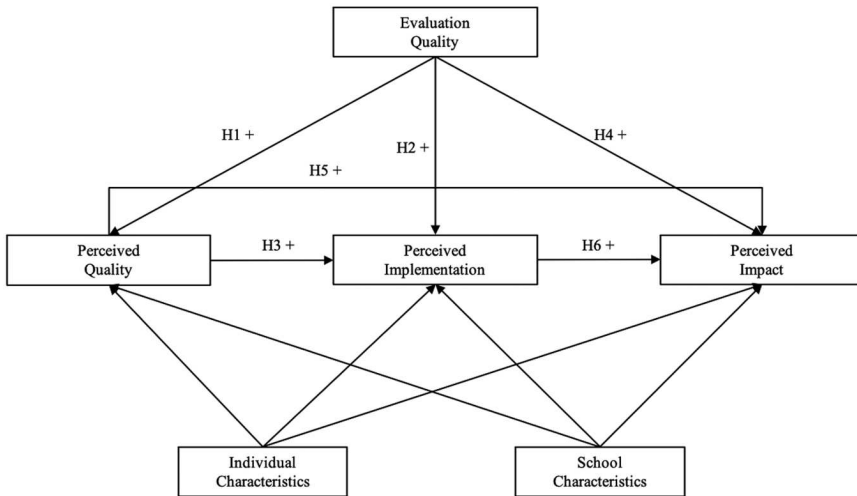 Evaluation
Quality
H1 +
H2 +
H4 +
H5 +
Perceived
Quality
H3 +
Perceived
Implementation
H6 +
Perceived
Impact
Individual
Characteristics
School
Characteristics